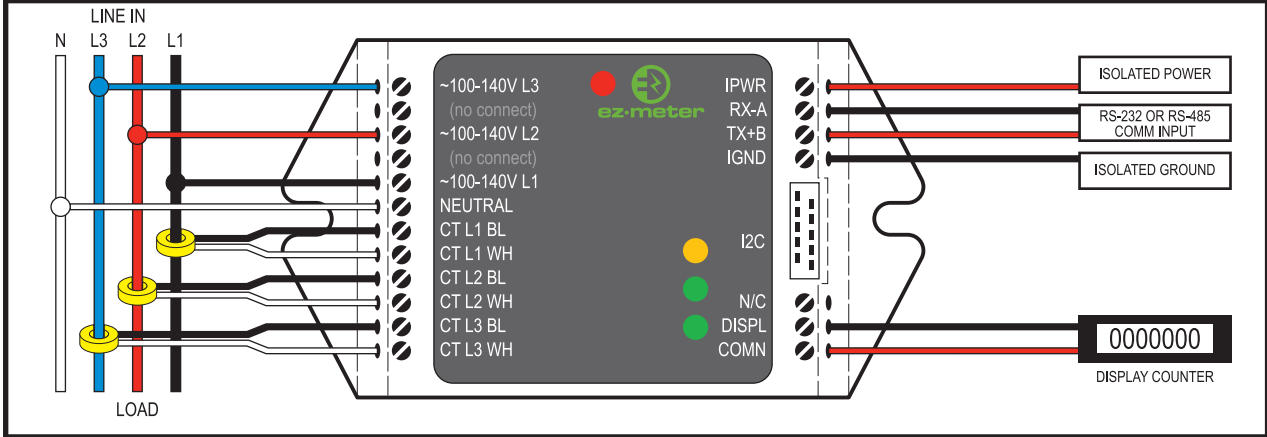 LINE IN
N L3 L2 L1
~100-140V L3
(no connect)
~100-140V L2
(no connect)
~100-140V L1
NEUTRAL
CT L1 BL
CT L1 WH
CT L2 BL
CT L2 WH
CT L3 BL
CT L3 WH
LOAD
ez-meter
IPWR
RX-A
TX+B
IGND
I2C
N/C
DISPL
COMN
ISOLATED POWER
RS-232 OR RS-485
COMM INPUT
ISOLATED GROUND
0000000
DISPLAY COUNTER